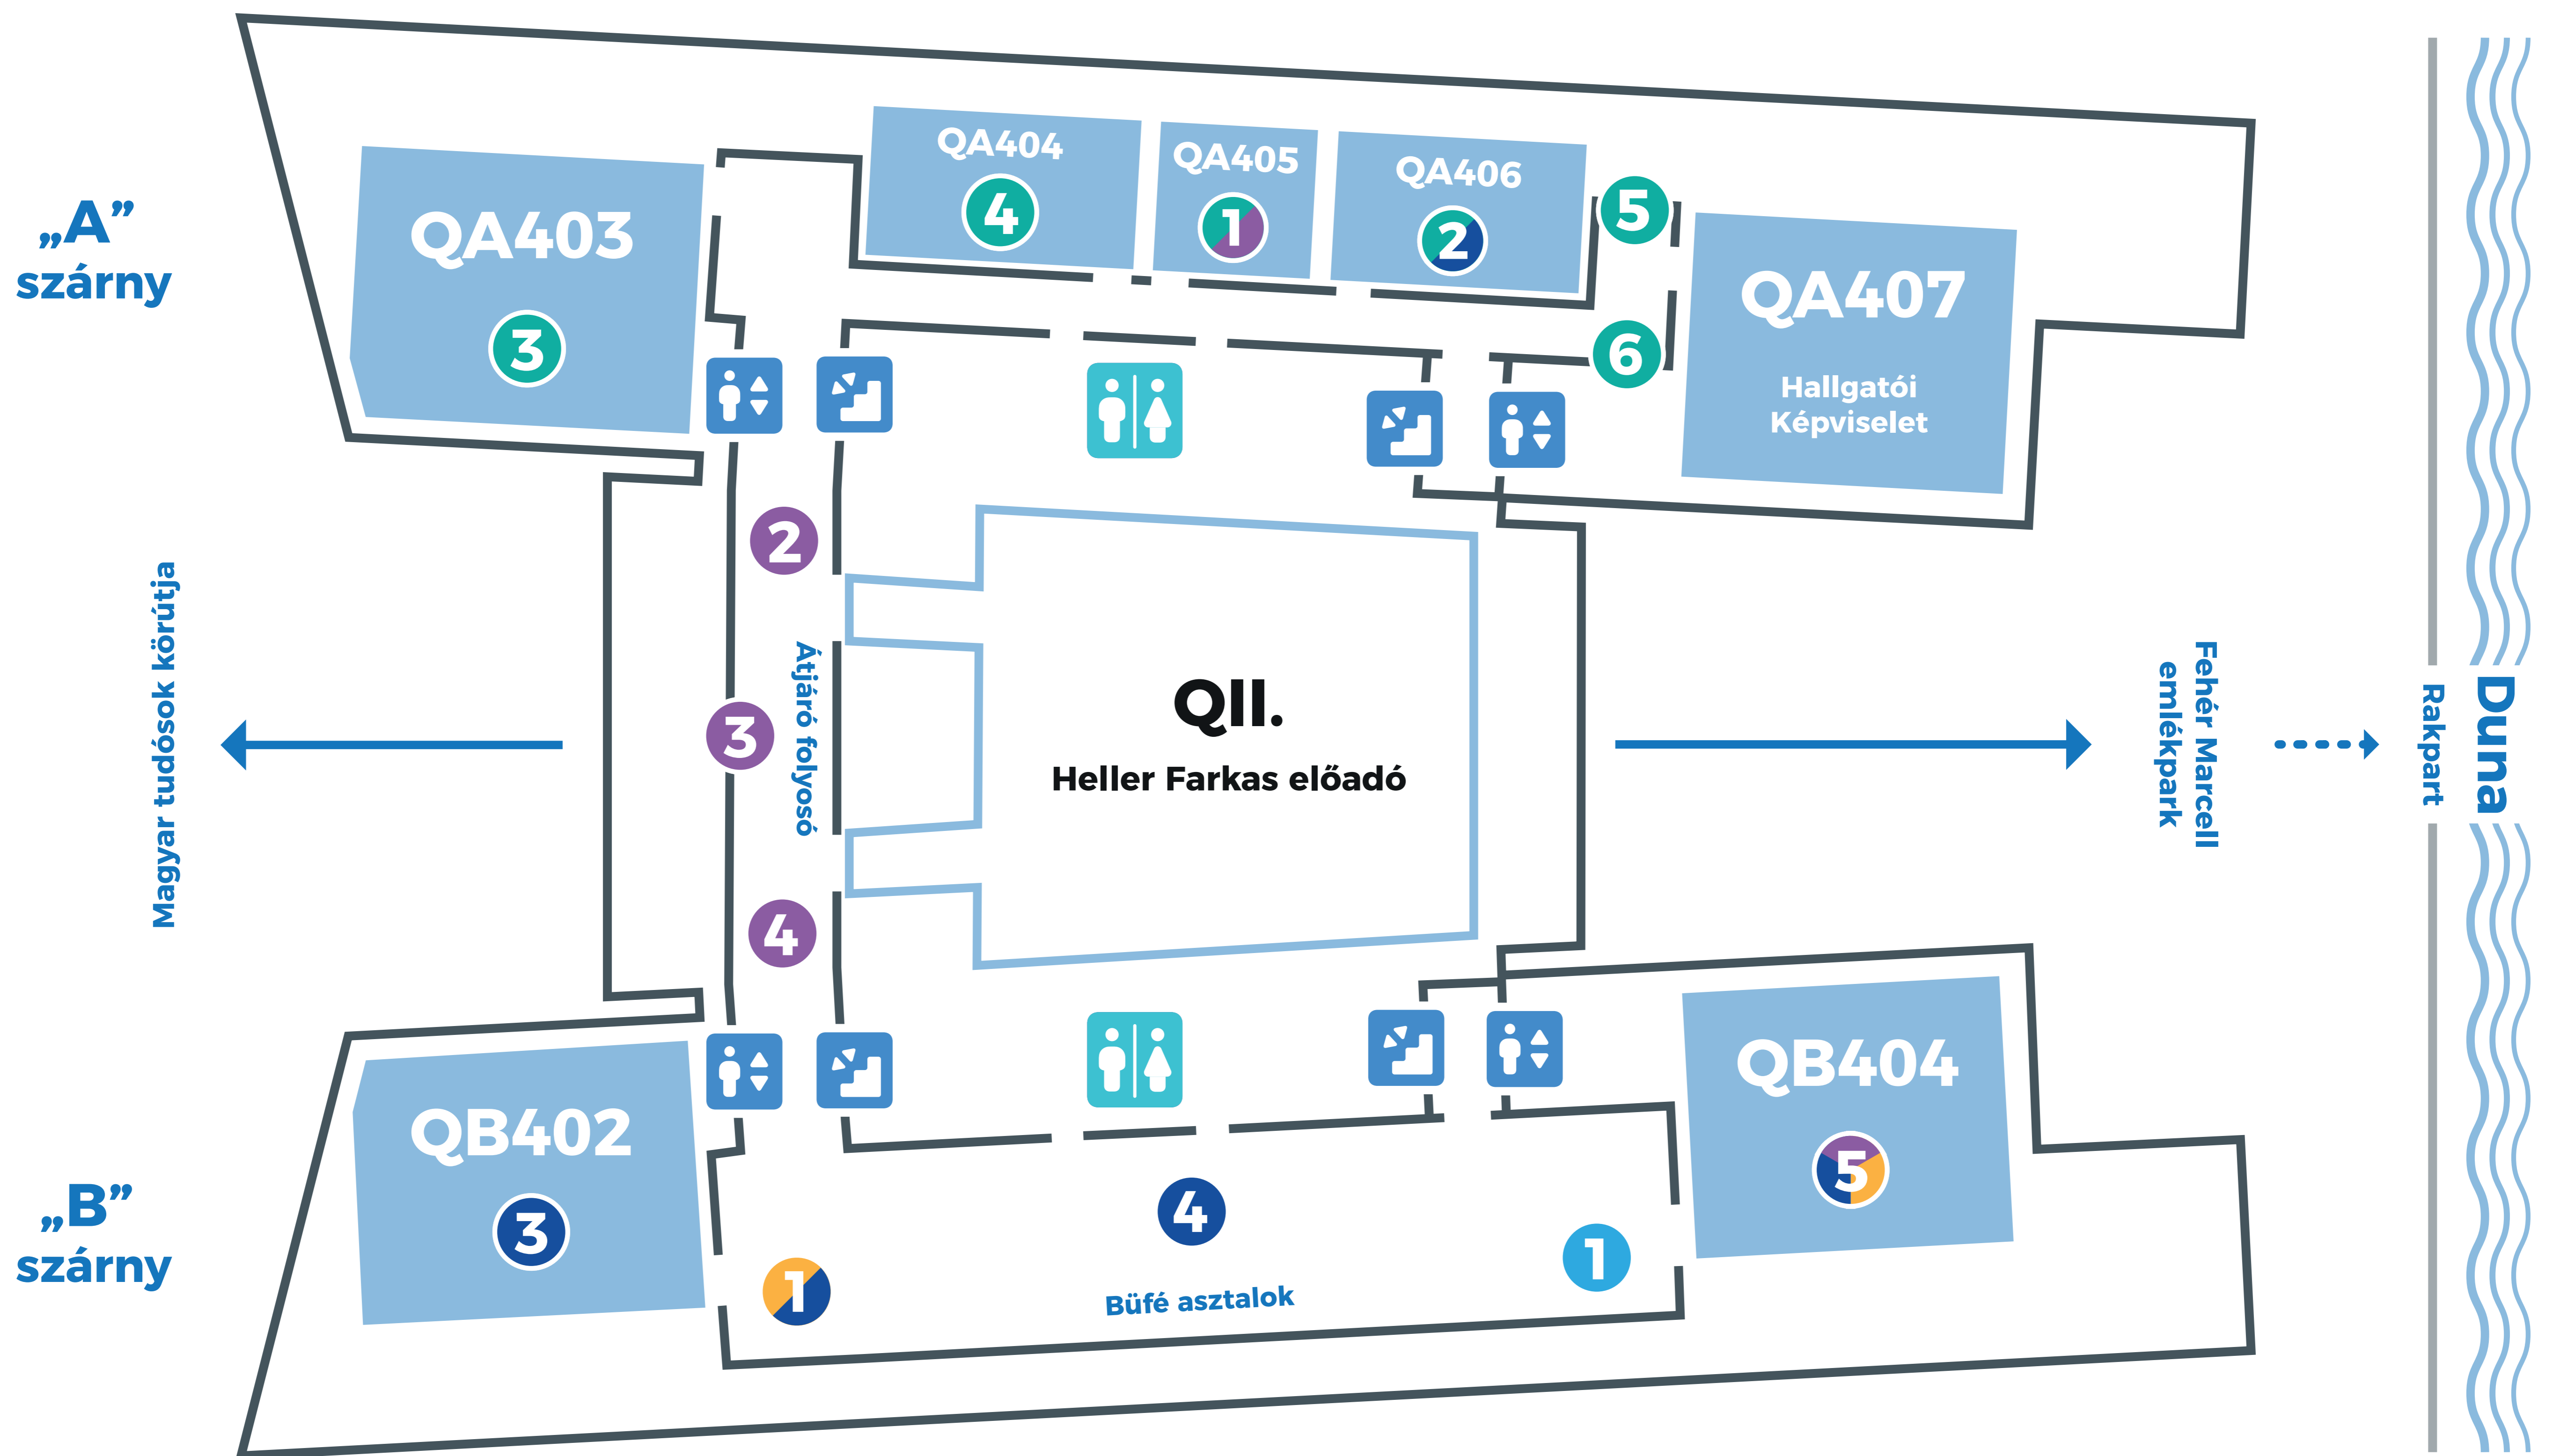 „A”
szárny
QA403
3
QA404
4
QA405
1
QA406
2
5
6
QA407
Hallgatói
Képviselet
2
3
4
Átjáró folyosó
QII.
Heller Farkas előadó
Magyar tudósok körútja
Fehér Marcell
emlékpark
Rakpart
Duna
„B”
szárny
QB402
3
1
4
Büfé asztalok
1
QB404
5